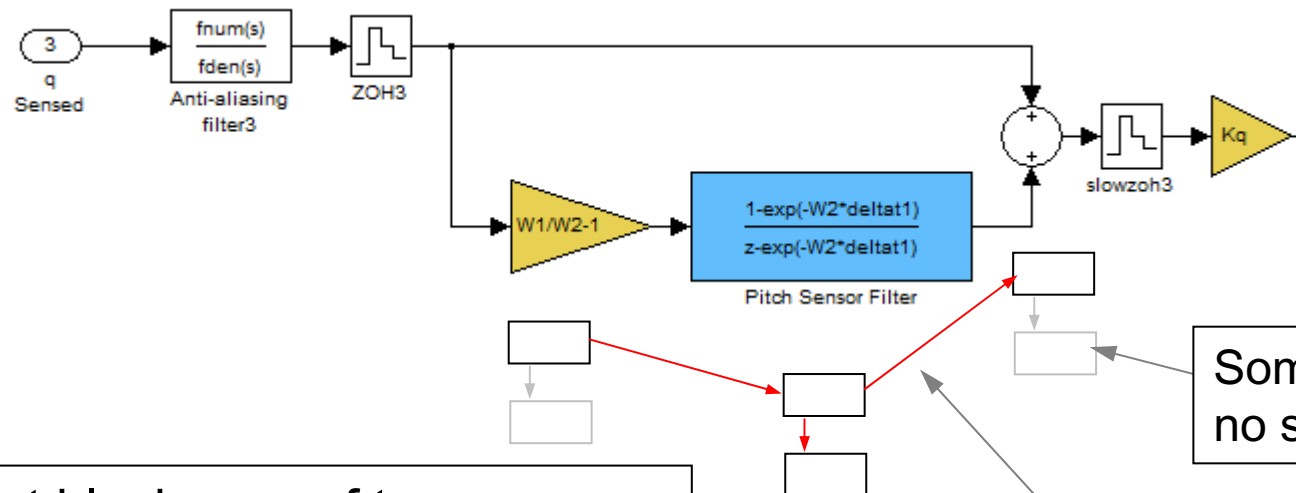 3
q
Sensed
fnum(s)
fden(s)
Anti-aliasing
filter3
ZOH3
+
+
slowzoh3
Kq
W1/W2-1
1-exp(-W2*deltat1)
z-exp(-W2*deltat1)
Pitch Sensor Filter
no s